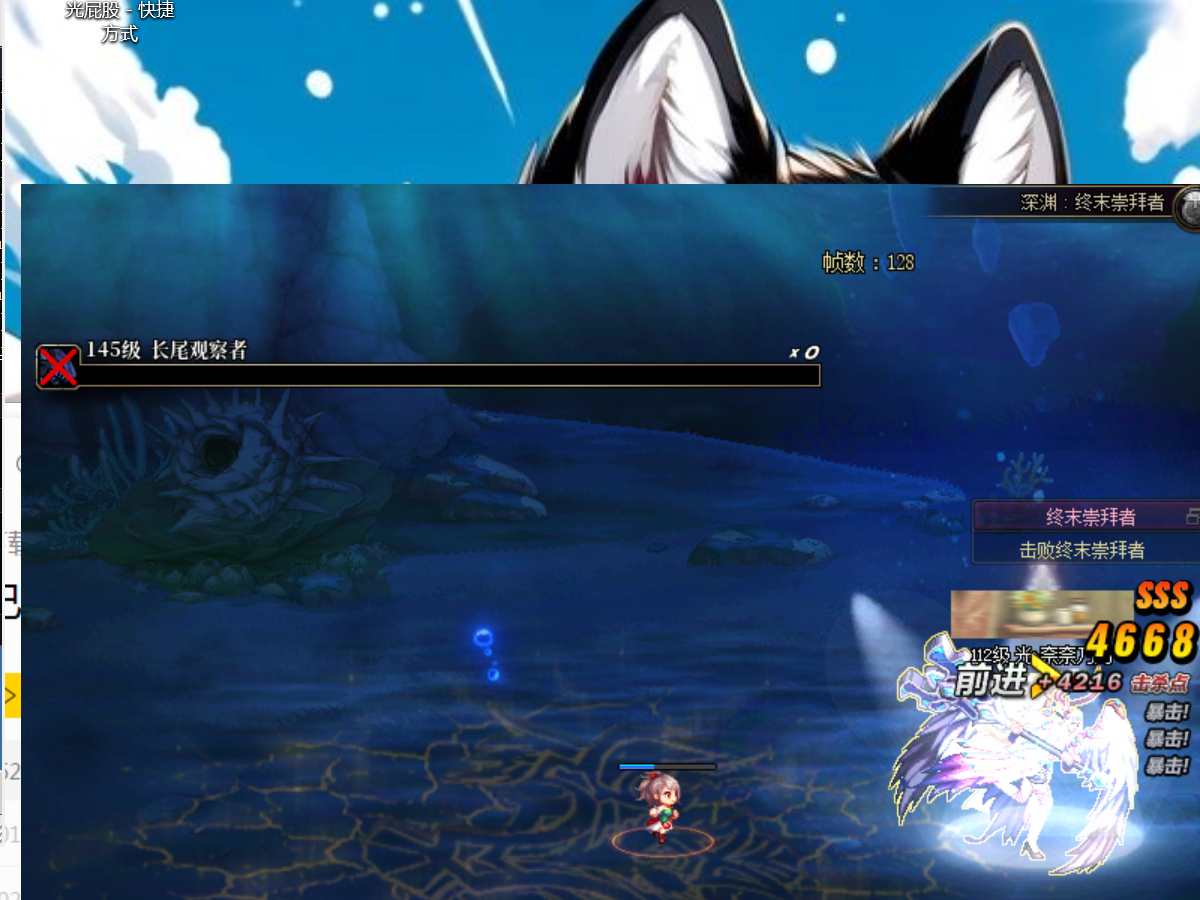 光屁股 - 快捷
方式
深渊：终末崇拜者
帧数：128
145级 长尾观察者
x 0
终末崇拜者
击败终末崇拜者
SSS
4668
112级 光
前进
+4216 击杀点
暴击!
暴击!
暴击!